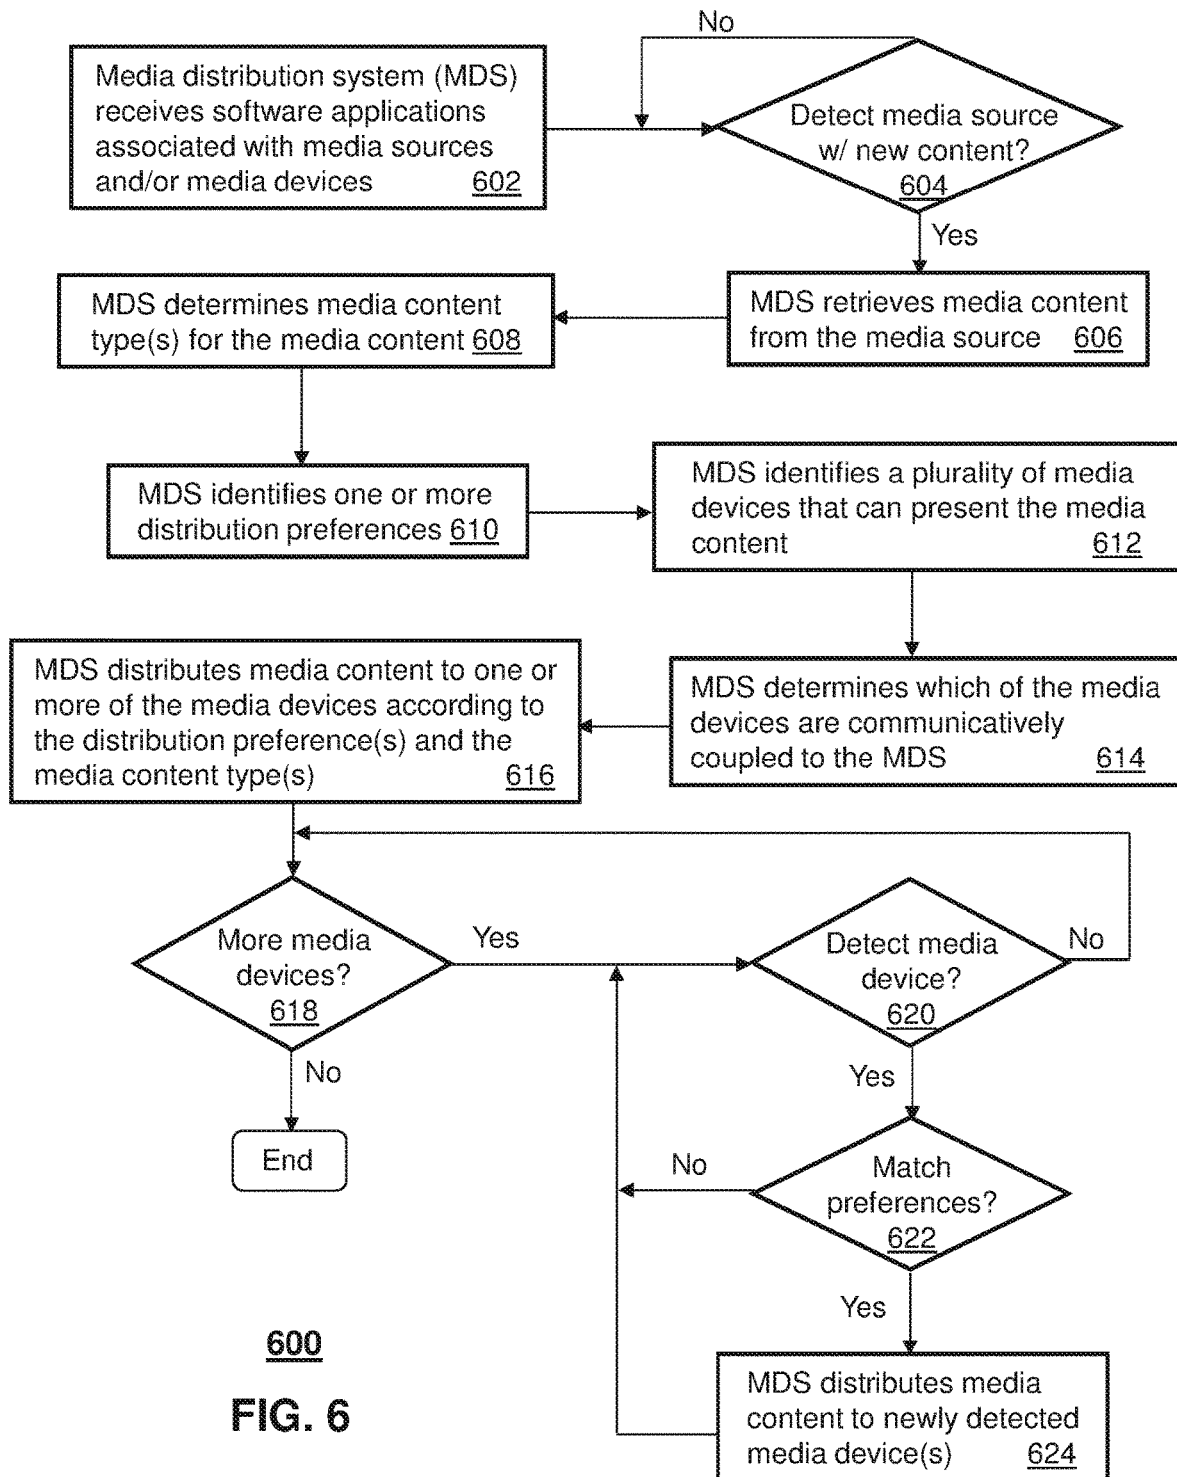 No
Media distribution system (MDS)
receives software applications
associated with media sources
and/or media devices 602
Detect media source
w/ new content?
604
Yes
MDS retrieves media content
from the media source 606
MDS determines media content
type(s) for the media content 608
MDS identifies one or more
distribution preferences 610
MDS identifies a plurality of media
devices that can present the media
content 612
MDS determines which of the media
devices are communicatively
coupled to the MDS 614
MDS distributes media content to one or
more of the media devices according to
the distribution preference(s) and the
media content type(s) 616
More media
devices?
618
Yes
No
End
Detect media
device?
620
No
Yes
Match
preferences?
622
No
Yes
MDS distributes media
content to newly detected
media device(s) 624
600
FIG. 6